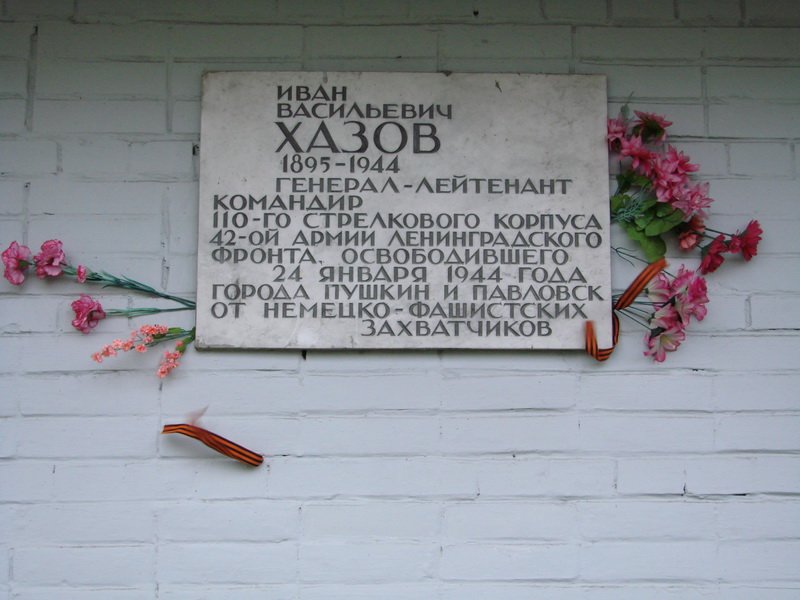 ИВАН
ВАСИЛЬЕВИЧ
ХАЗОВ
1895-1944
ГЕНЕРАЛ-ЛЕЙТЕНАНТ
КОМАНДИР
110-ГО СТРЕЛКОВОГО КОРПУСА
42-ОЙ АРМИИ ЛЕНИНГРАДСКОГО
ФРОНТА, ОСВОБОДИВШЕГО
24 ЯНВАРЯ 1944 ГОДА
ГОРОДА ПУШКИН И ПАВЛОВСК
ОТ НЕМЕЦКО-ФАШИСТСКИХ
ЗАХВАТЧИКОВ